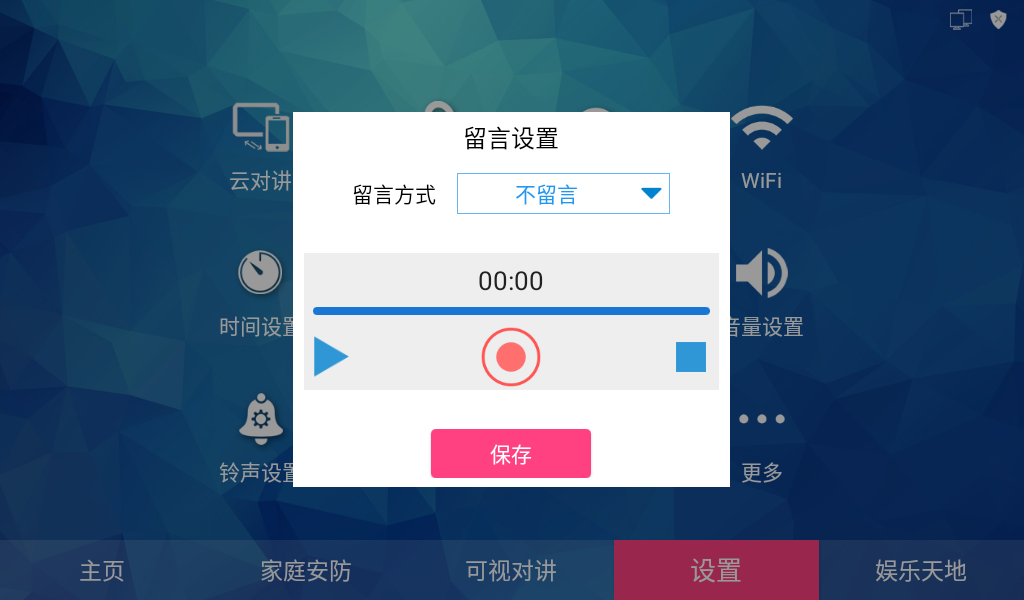 留言设置
留言方式 不留言
00:00
保存
云对讲
WiFi
时间设置
音量设置
铃声设置
更多
主页 家庭安防 可视对讲 设置 娱乐天地